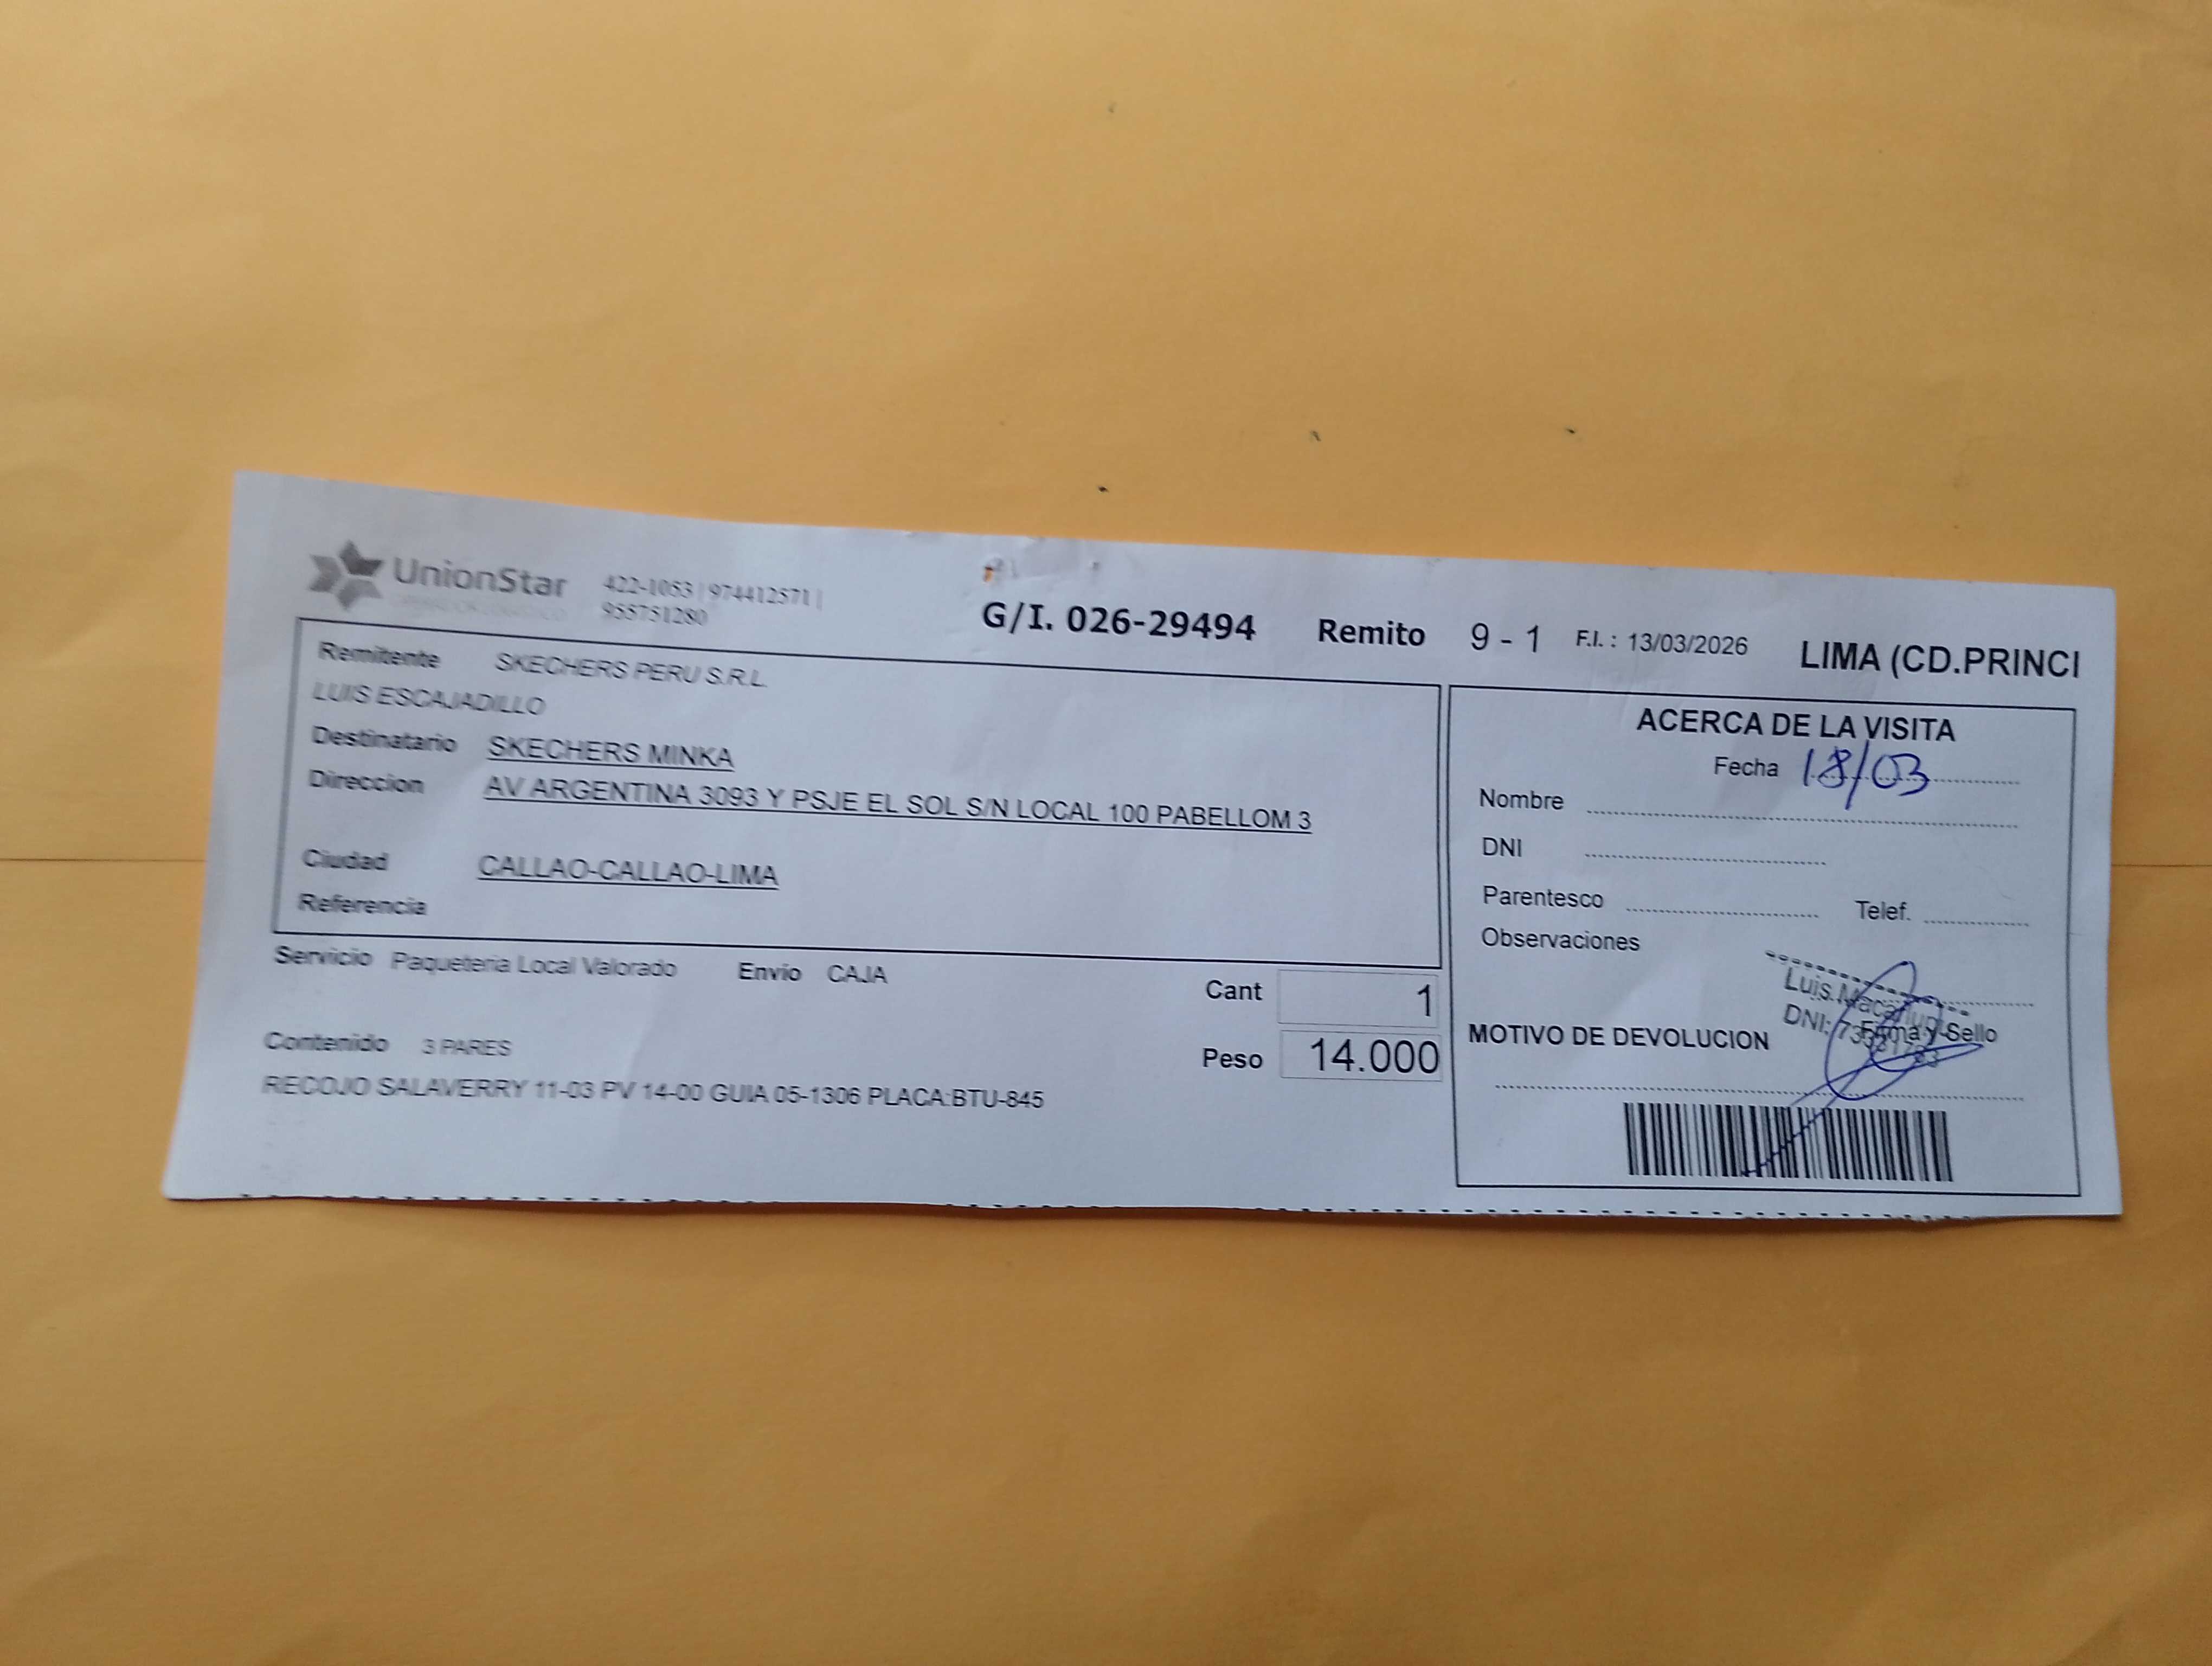 UnionStar
422-1053 | 974412571 |
955751280
G/I. 026-29494 Remito 9 - 1 F.I. : 13/03/2026 LIMA (CD.PRINCI
Remitente SKECHERS PERU S.R.L.
LUIS ESCAJADILLO
Destinatario SKECHERS MINKA
Direccion AV ARGENTINA 3093 Y PSJE EL SOL S/N LOCAL 100 PABELLOM 3
Ciudad CALLAO-CALLAO-LIMA
Referencia
Servicio Paqueteria Local Valorado Envio CAJA
Cant 1
Contenido 3 PARES
Peso 14.000
RECOJO SALAVERRY 11-03 PV 14-00 GUIA 05-1306 PLACA:BTU-845
ACERCA DE LA VISITA
Fecha 18/03
Nombre
DNI
Parentesco Telef.
Observaciones
Luis
DNI:
Firma y Sello
MOTIVO DE DEVOLUCION